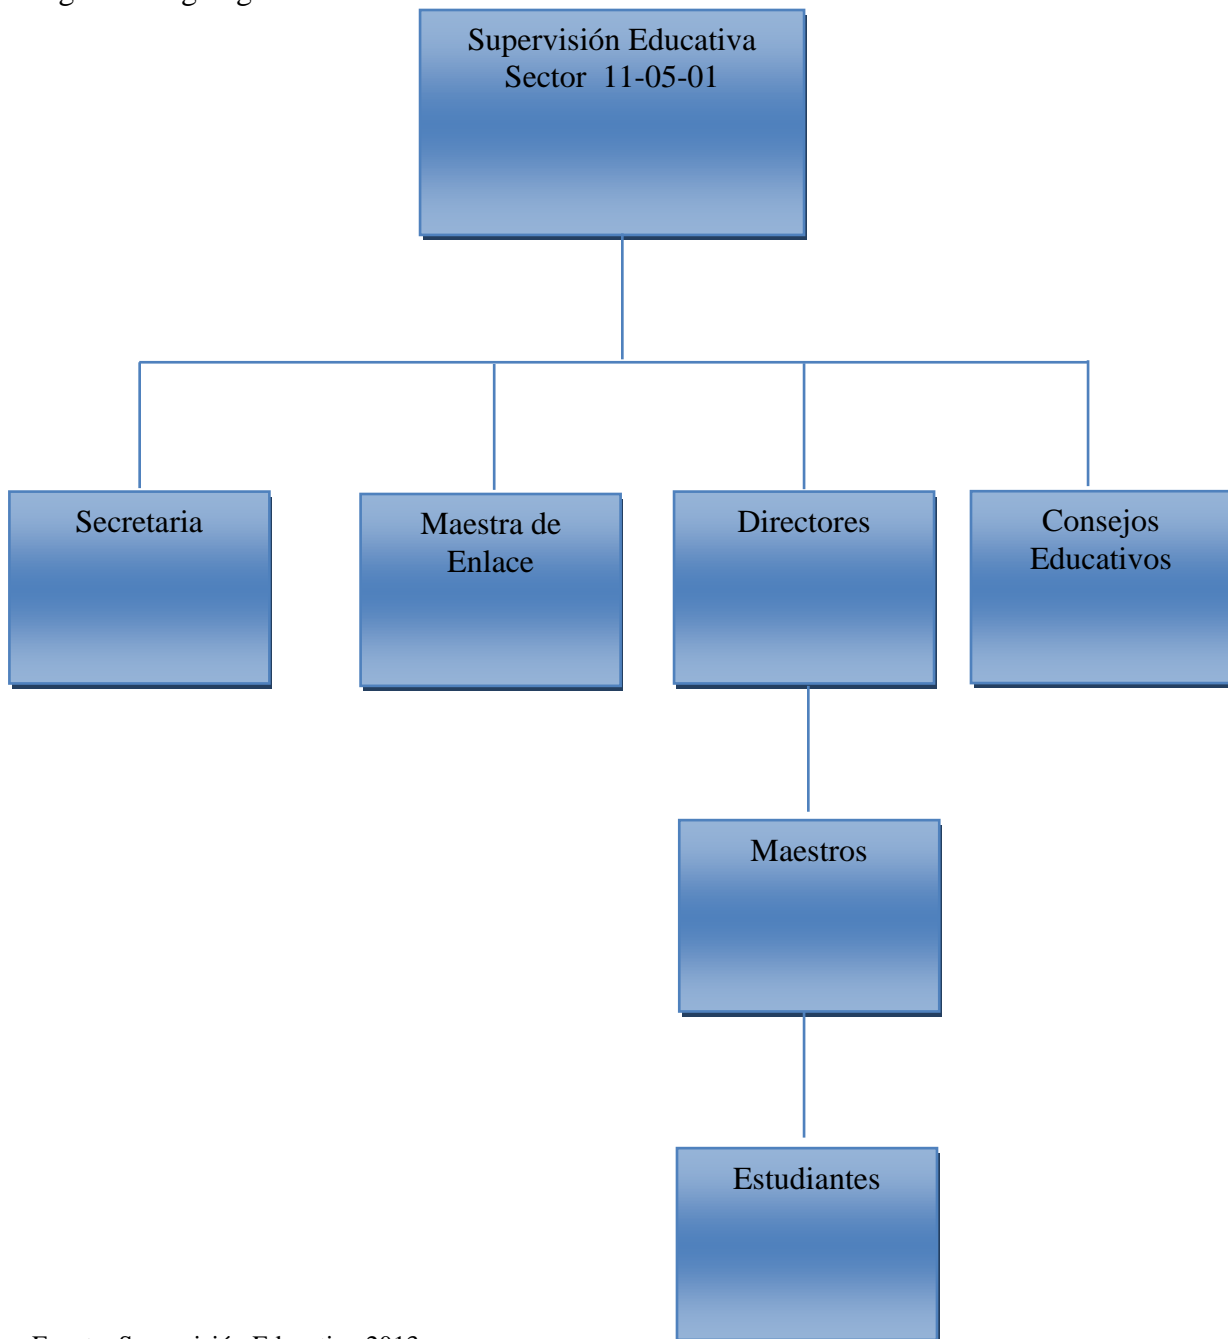 Supervisión Educativa
Sector 11-05-01
Secretaria
Maestra de
Enlace
Directores
Consejos
Educativos
Maestros
Estudiantes